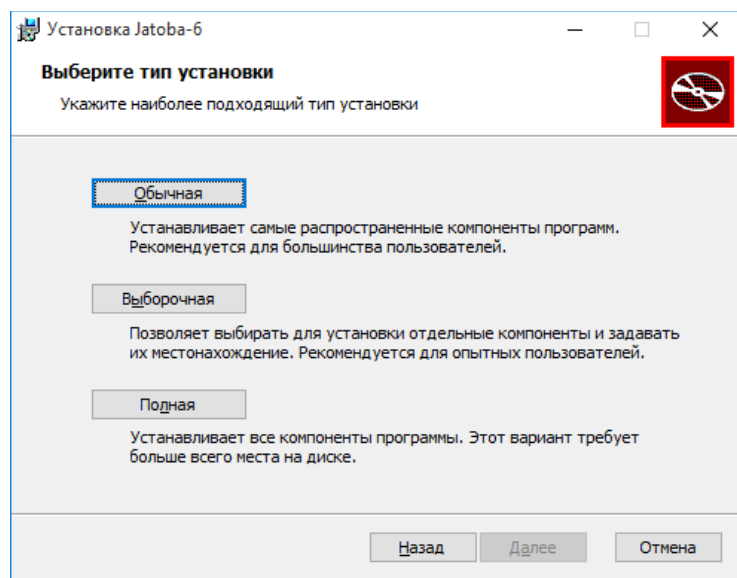 Установка Jatoba-6
Выберите тип установки
Укажите наиболее подходящий тип установки
Обычная
Устанавливает самые распространенные компоненты программ.
Рекомендуется для большинства пользователей.
Выборочная
Позволяет выбирать для установки отдельные компоненты и задавать
их местонахождение. Рекомендуется для опытных пользователей.
Полная
Устанавливает все компоненты программы. Этот вариант требует
больше всего места на диске.
Назад
Далее
Отмена